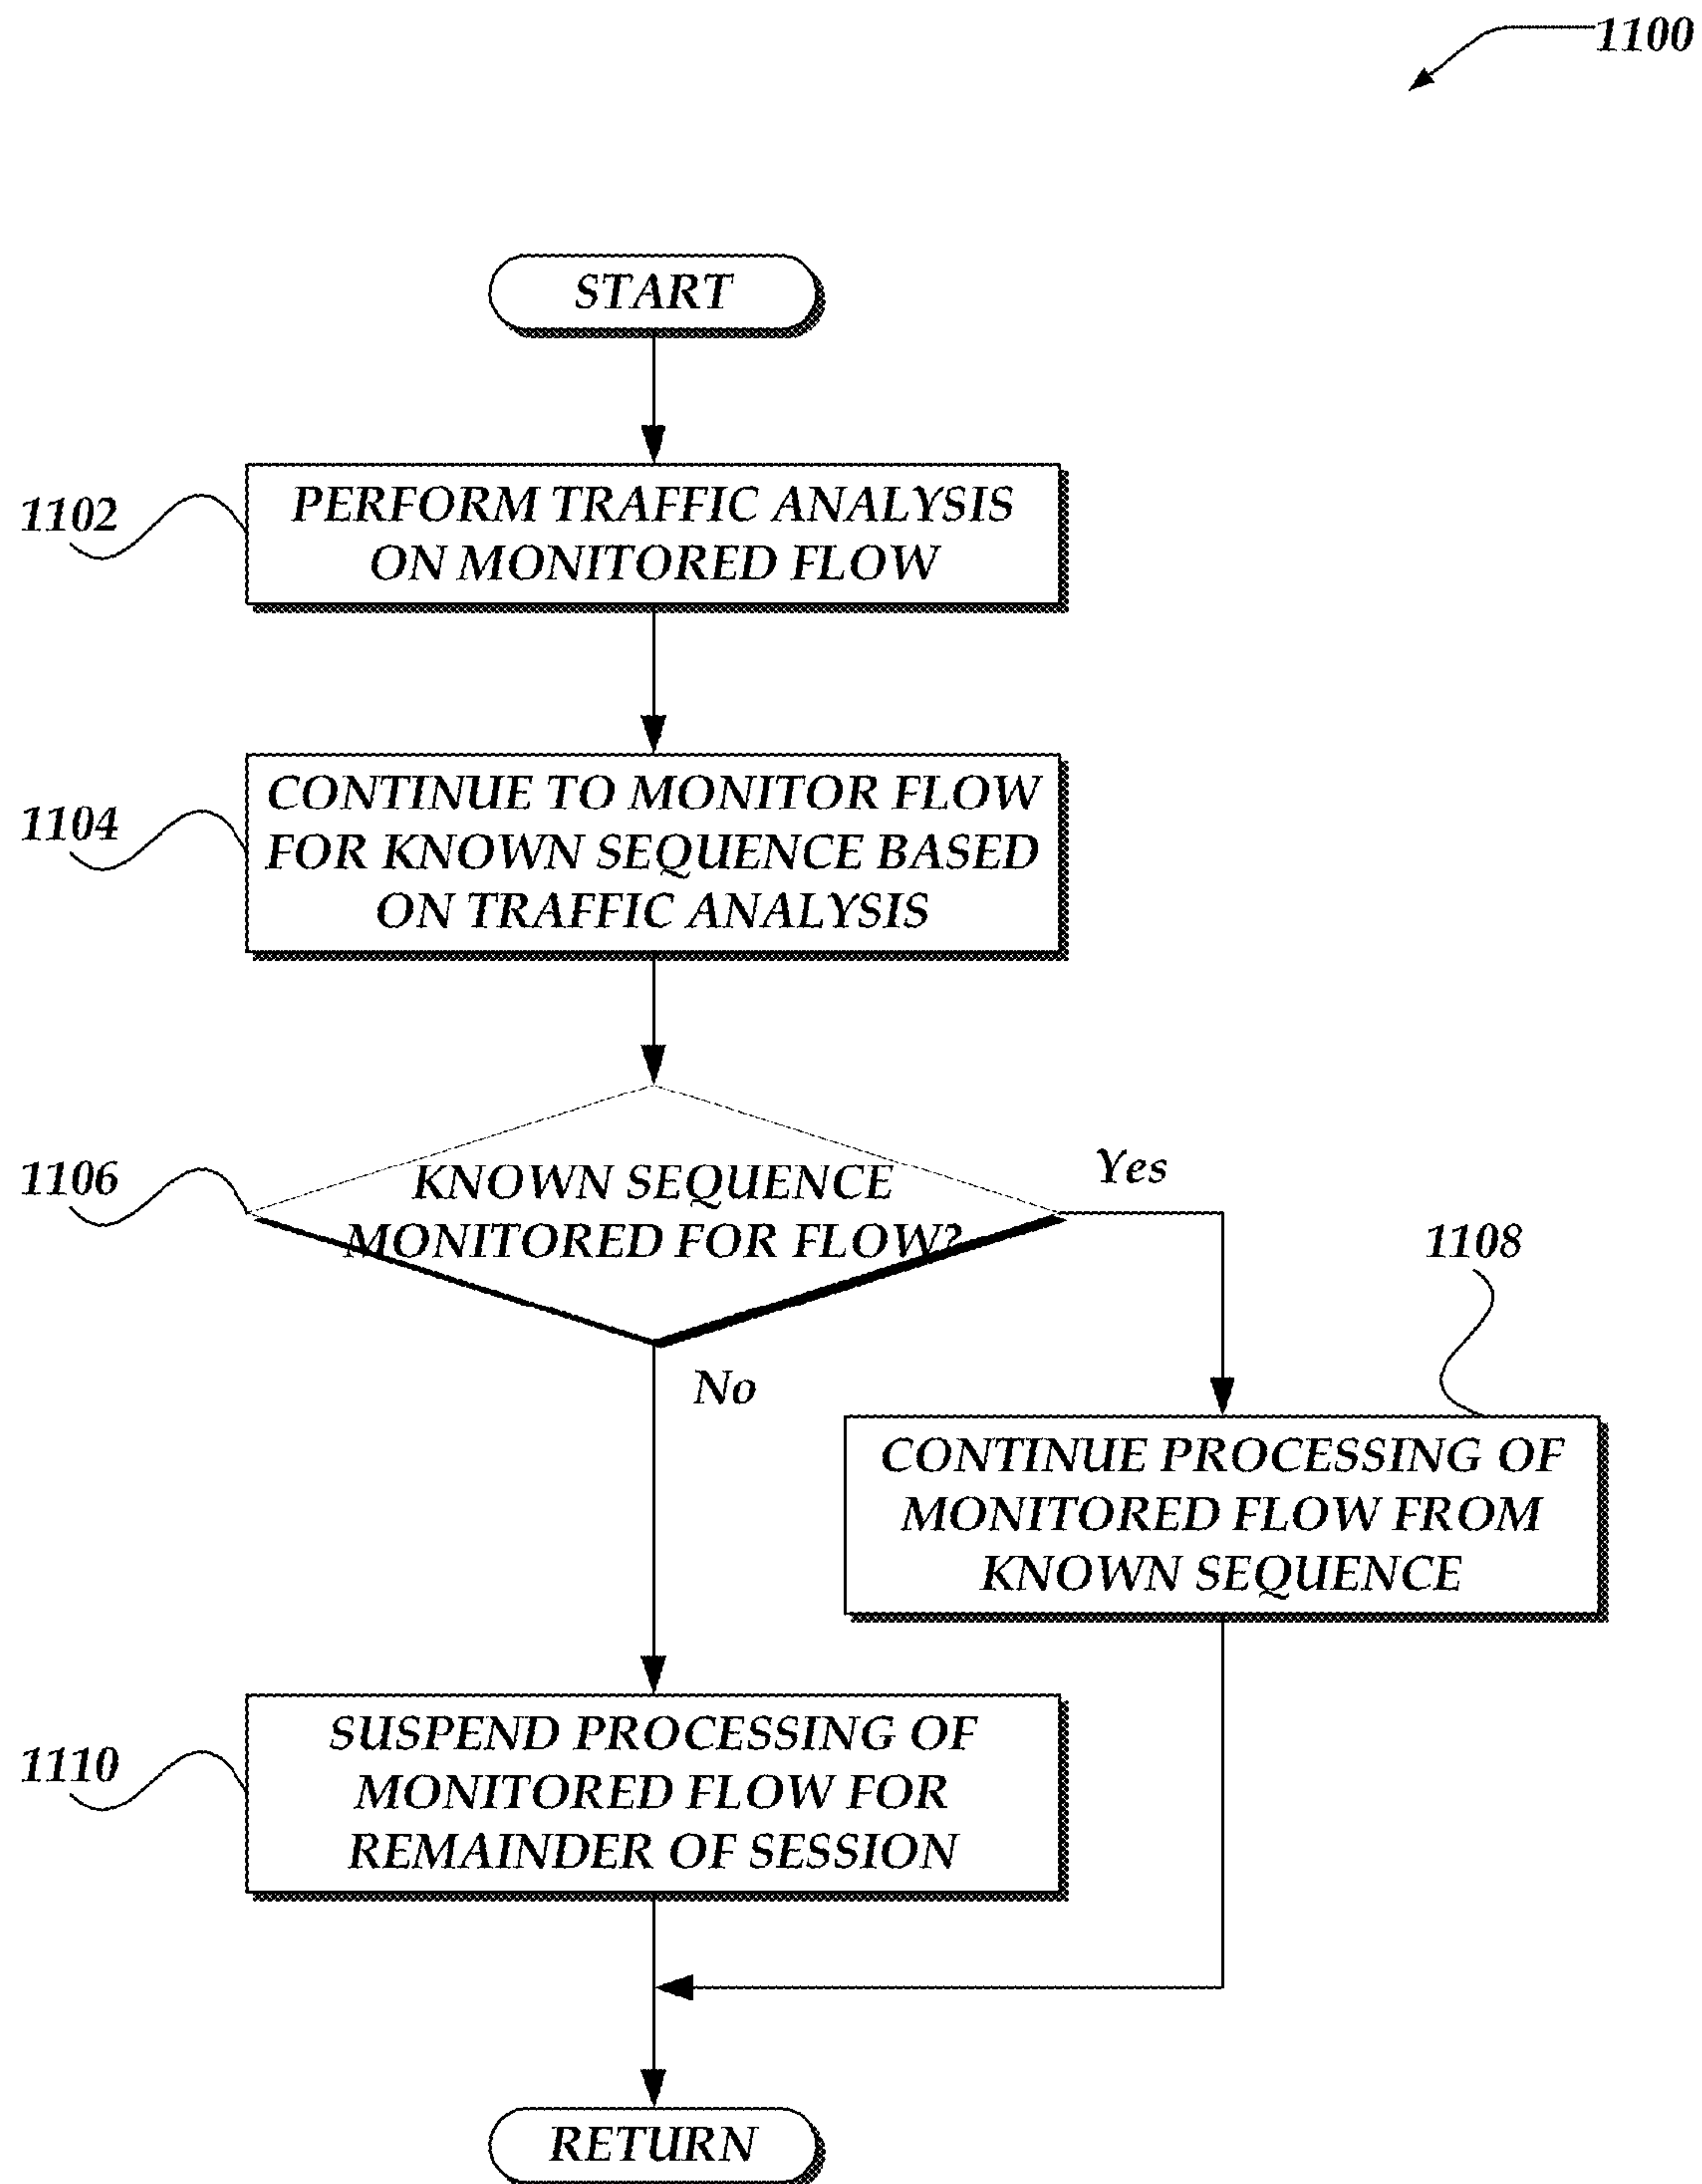 1100
START
1102
PERFORM TRAFFIC ANALYSIS
ON MONITORED FLOW
1104
CONTINUE TO MONITOR FLOW
FOR KNOWN SEQUENCE BASED
ON TRAFFIC ANALYSIS
1106
KNOWN SEQUENCE
MONITORED FOR FLOW?
Yes
No
1108
CONTINUE PROCESSING OF
MONITORED FLOW FROM
KNOWN SEQUENCE
1110
SUSPEND PROCESSING OF
MONITORED FLOW FOR
REMAINDER OF SESSION
RETURN